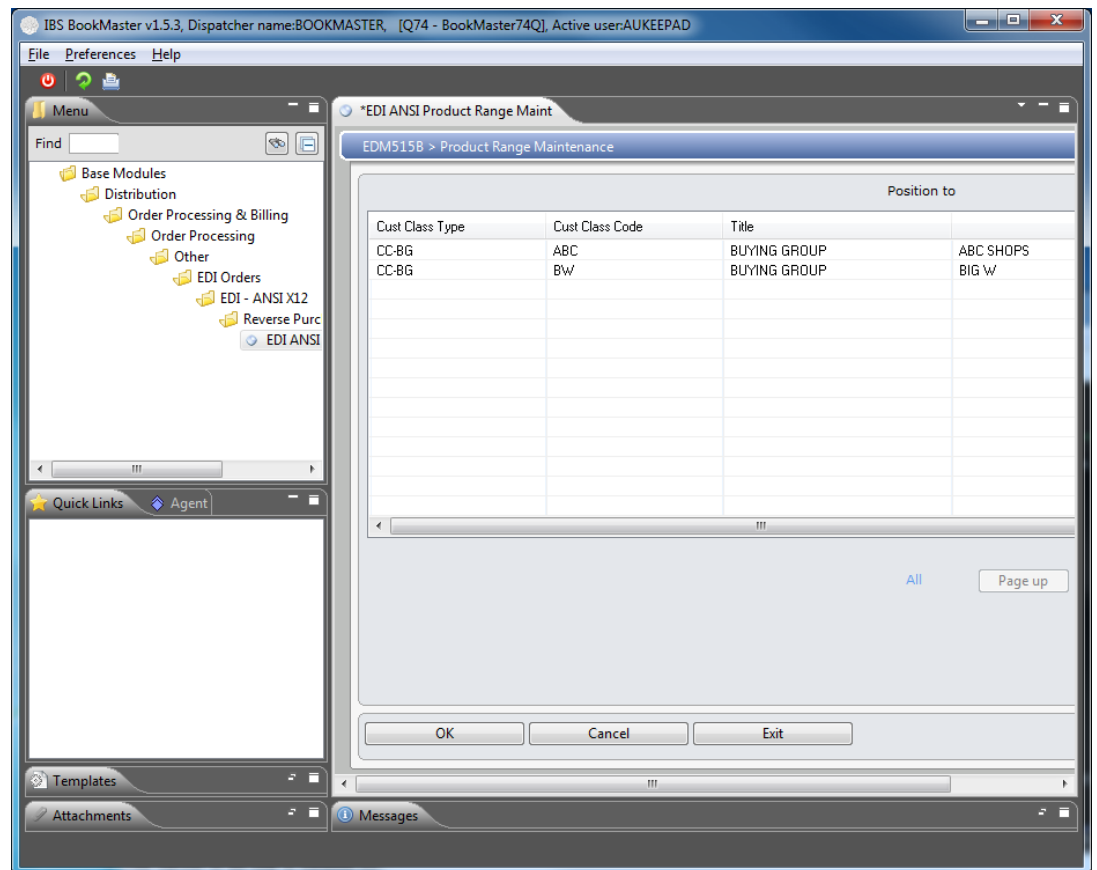 IBS BookMaster v1.5.3, Dispatcher name:BOOKMASTER, [Q74 - BookMaster74Q], Active user:AUKEEPAD
File Preferences Help
Menu
Find
Base Modules
Distribution
Order Processing & Billing
Order Processing
Other
EDI Orders
EDI - ANSI X12
Reverse Purc
EDI ANSI
Quick Links Agent
Templates
Attachments
*EDI ANSI Product Range Maint
EDM515B > Product Range Maintenance
Position to
Cust Class Type Cust Class Code Title
CC-BG ABC BUYING GROUP ABC SHOPS
CC-BG BW BUYING GROUP BIG W
All Page up
OK Cancel Exit
Messages